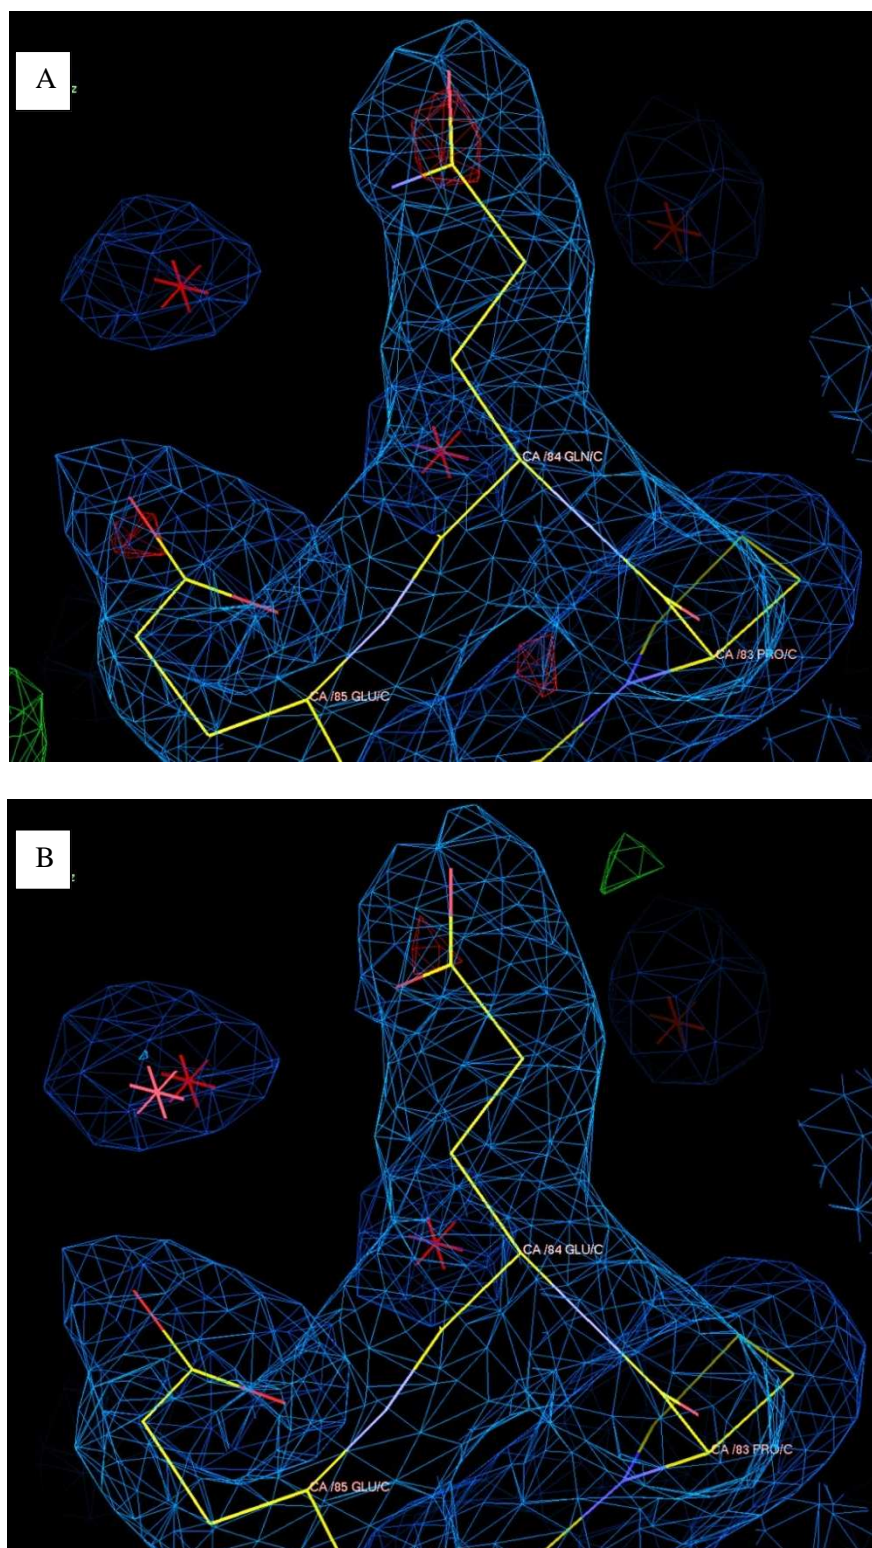 A
z
CA /84 GLN/C
CA /83 PRO/C
CA /85 GLU/C
B
z
CA /84 GLU/C
CA /83 PRO/C
CA /85 GLU/C